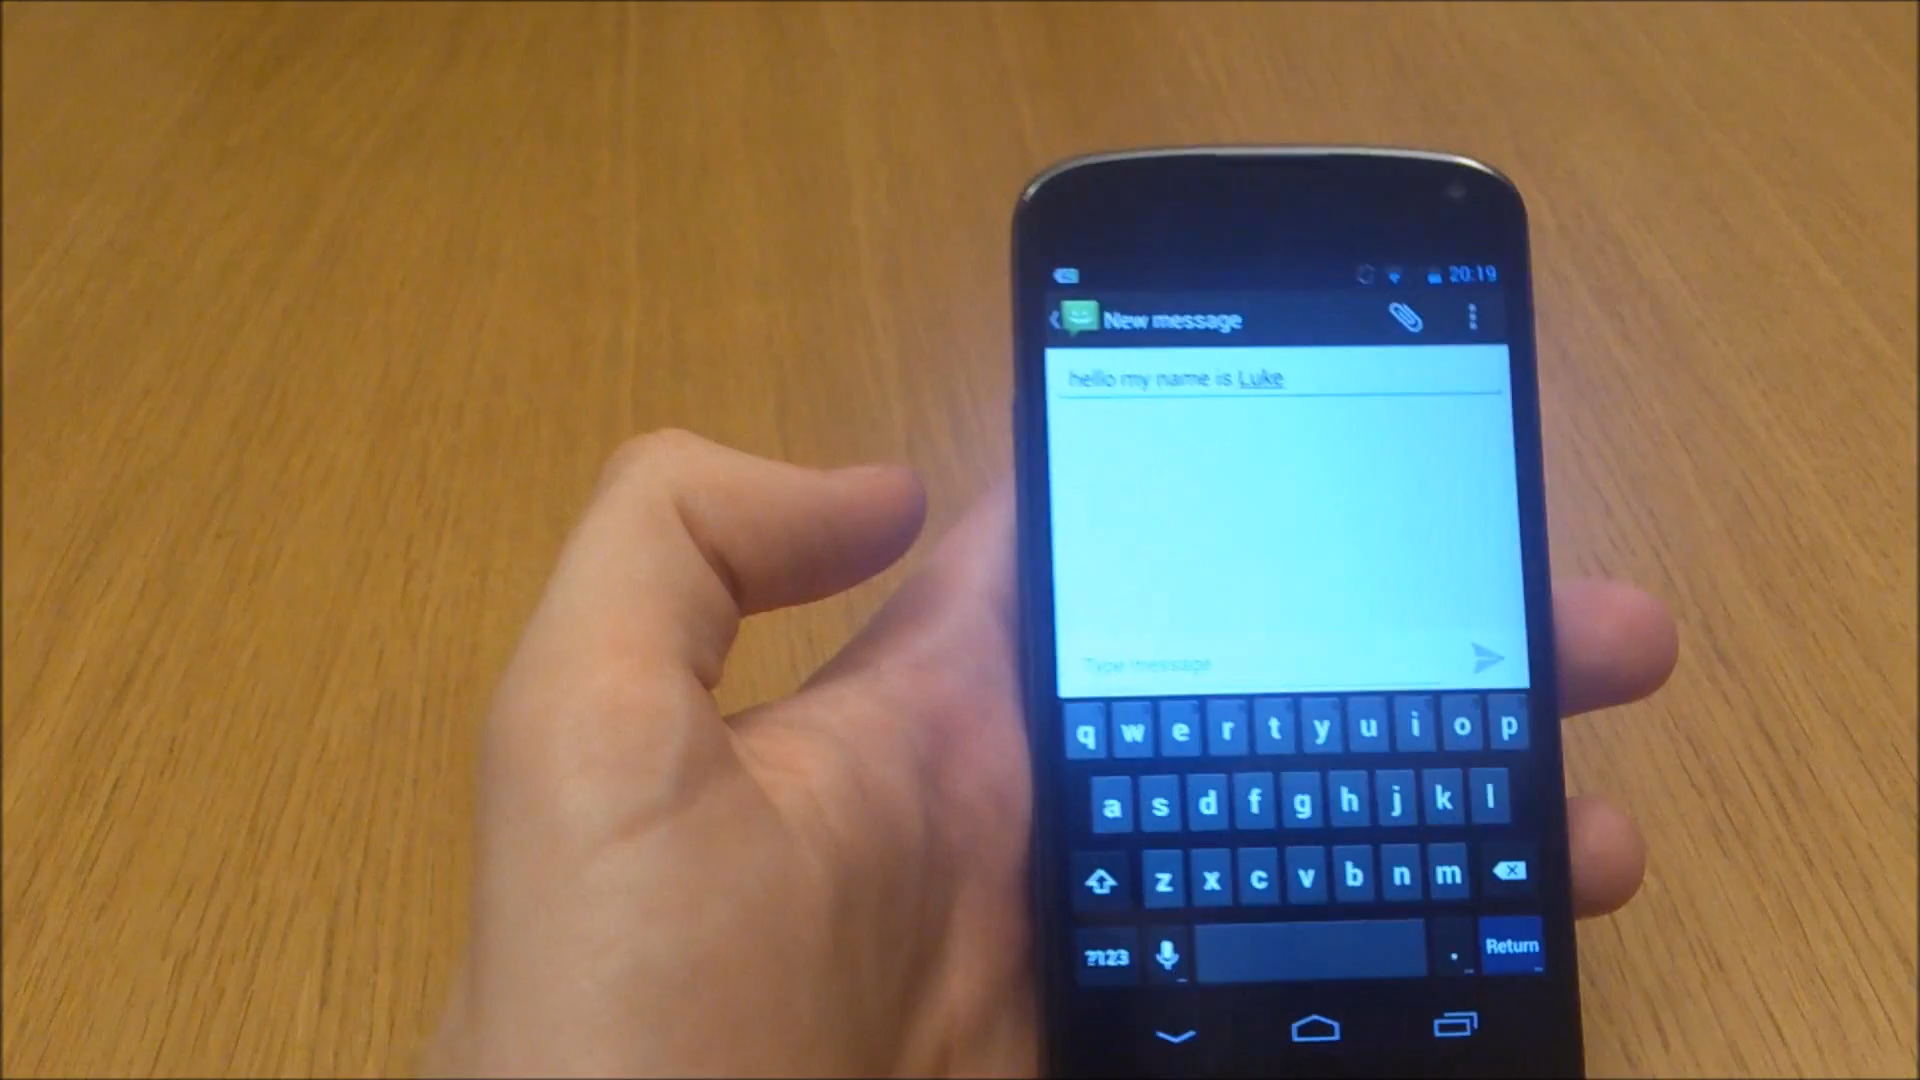 20:19
New message
hello my name is Luke
Type message
q w e r t y u i o p
a s d f g h j k l
z x c v b n m
?123 . Return